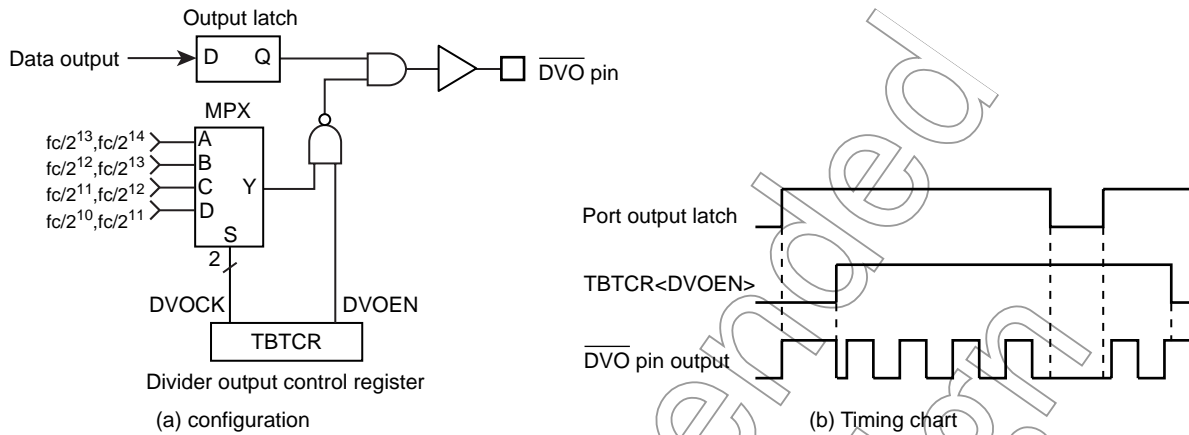 Output latch
Data output
D Q
DVO pin
MPX
fc/2^13,fc/2^14 A
fc/2^12,fc/2^13 B
fc/2^11,fc/2^12 C
fc/2^10,fc/2^11 D
Y
S
2
DVOCK DVOEN
TBTCR
Divider output control register
(a) configuration
Port output latch
TBTCR<DVOEN>
DVO pin output
(b) Timing chart